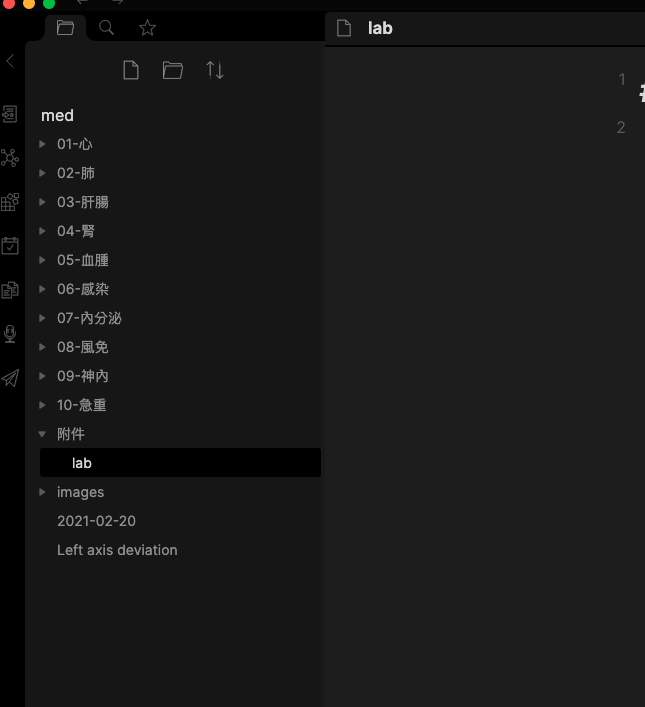 lab
med
01-心
02-肺
03-肝腸
04-腎
05-血腫
06-感染
07-內分泌
08-風免
09-神內
10-急重
附件
lab
images
2021-02-20
Left axis deviation
1
#
2